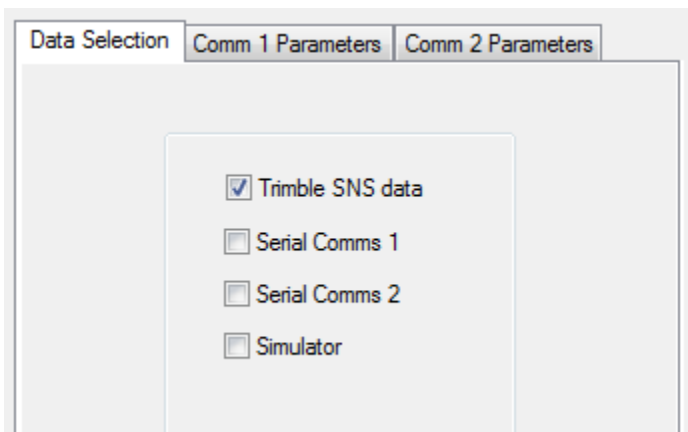 Data Selection Comm 1 Parameters Comm 2 Parameters
Trimble SNS data
Serial Comms 1
Serial Comms 2
Simulator